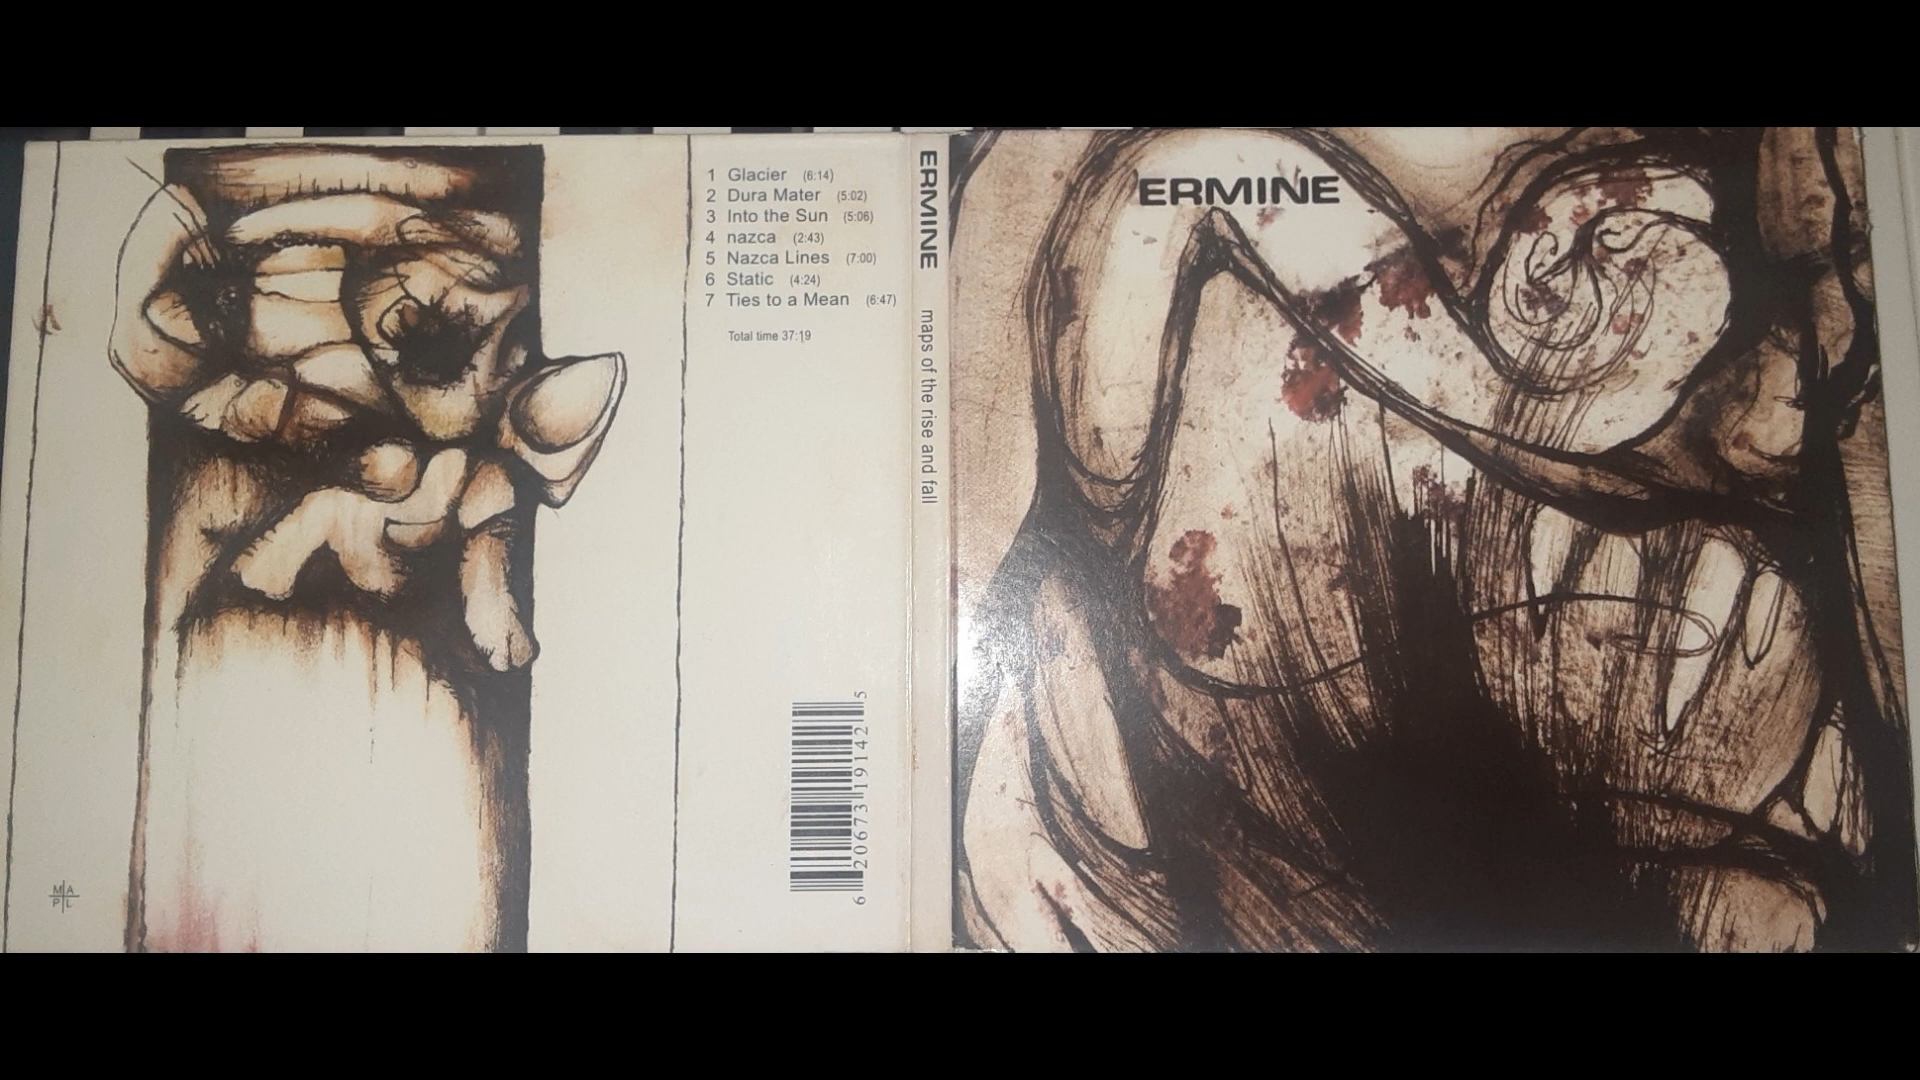 1 Glacier (6:14)
2 Dura Mater (5:02)
3 Into the Sun (5:06)
4 nazca (2:43)
5 Nazca Lines (7:00)
6 Static (4:24)
7 Ties to a Mean (6:47)
Total time 37:19
6 20673 19142 5
M A
P L
ERMINE maps of the rise and fall
ERMINE